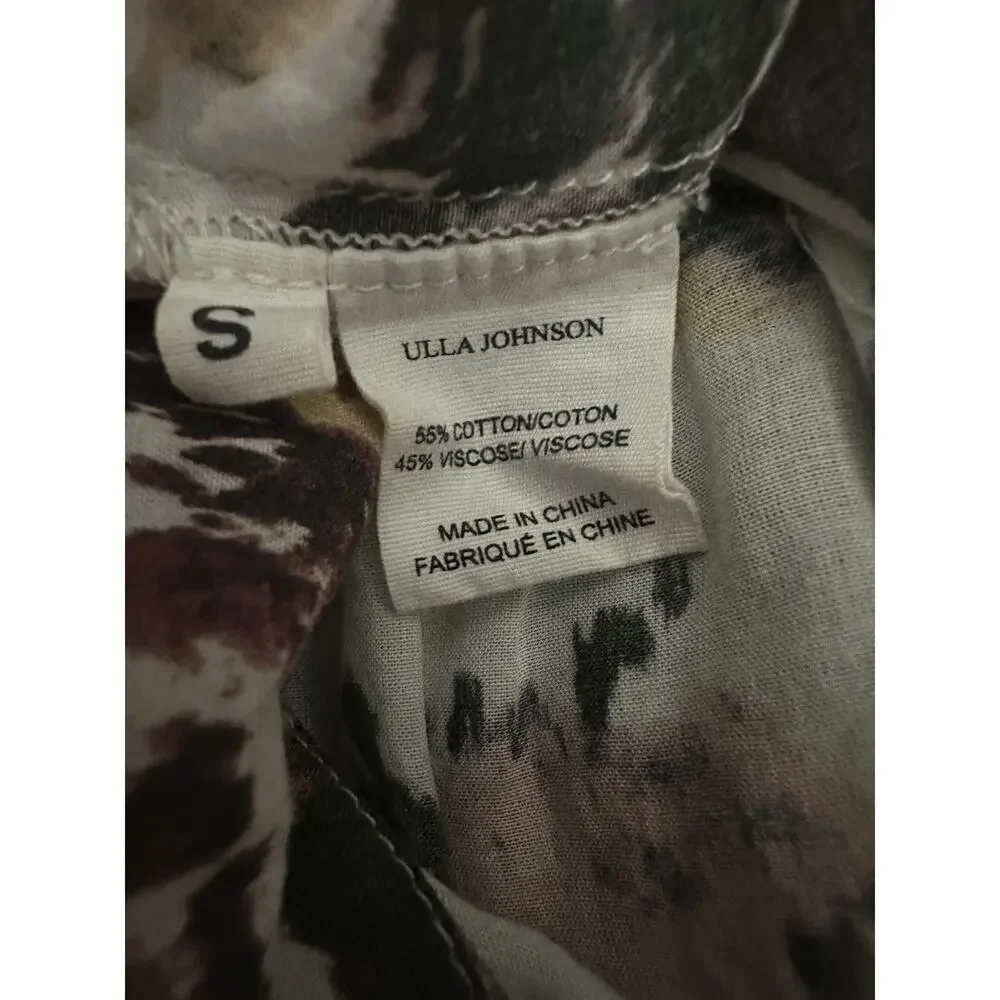 S
ULLA JOHNSON
55% COTTON/COTON
45% VISCOSE/ VISCOSE
MADE IN CHINA
FABRIQUÉ EN CHINE